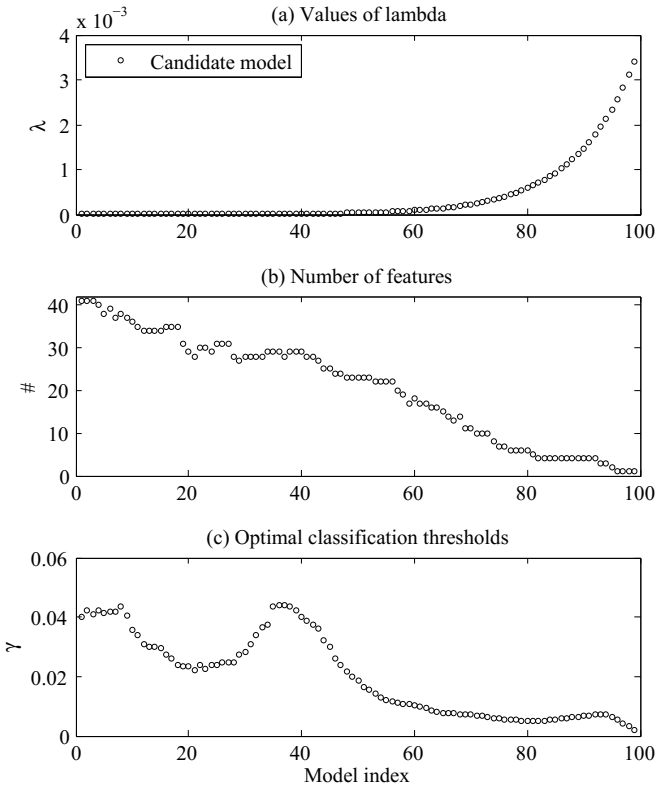 (a) Values of lambda
x 10⁻³
4
3
2
1
0
λ
Candidate model
0 20 40 60 80 100
(b) Number of features
40
30
20
10
0
#
0 20 40 60 80 100
(c) Optimal classification thresholds
0.06
0.04
0.02
0
γ
0 20 40 60 80 100
Model index